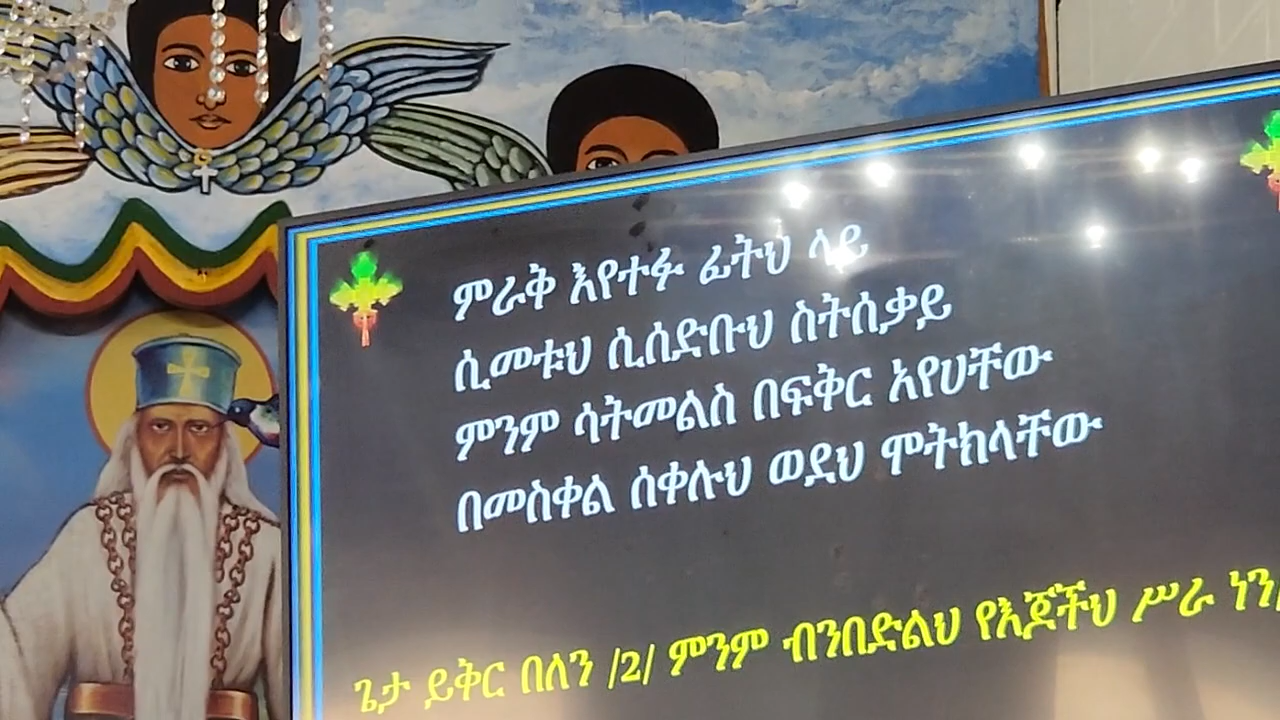 ምራቅ እየተፉ ፊትህ ላይ
ሲመቱህ ሲሰድቡህ ስትሰቃይ
ምንም ሳትመልስ በፍቅር አየሀቸው
በመስቀል ሰቀሉህ ወደህ ሞትክላቸው
ጌታ ይቅር በለን /2/ ምንም ብንበድልህ የእጆችህ ሥራ ነን/